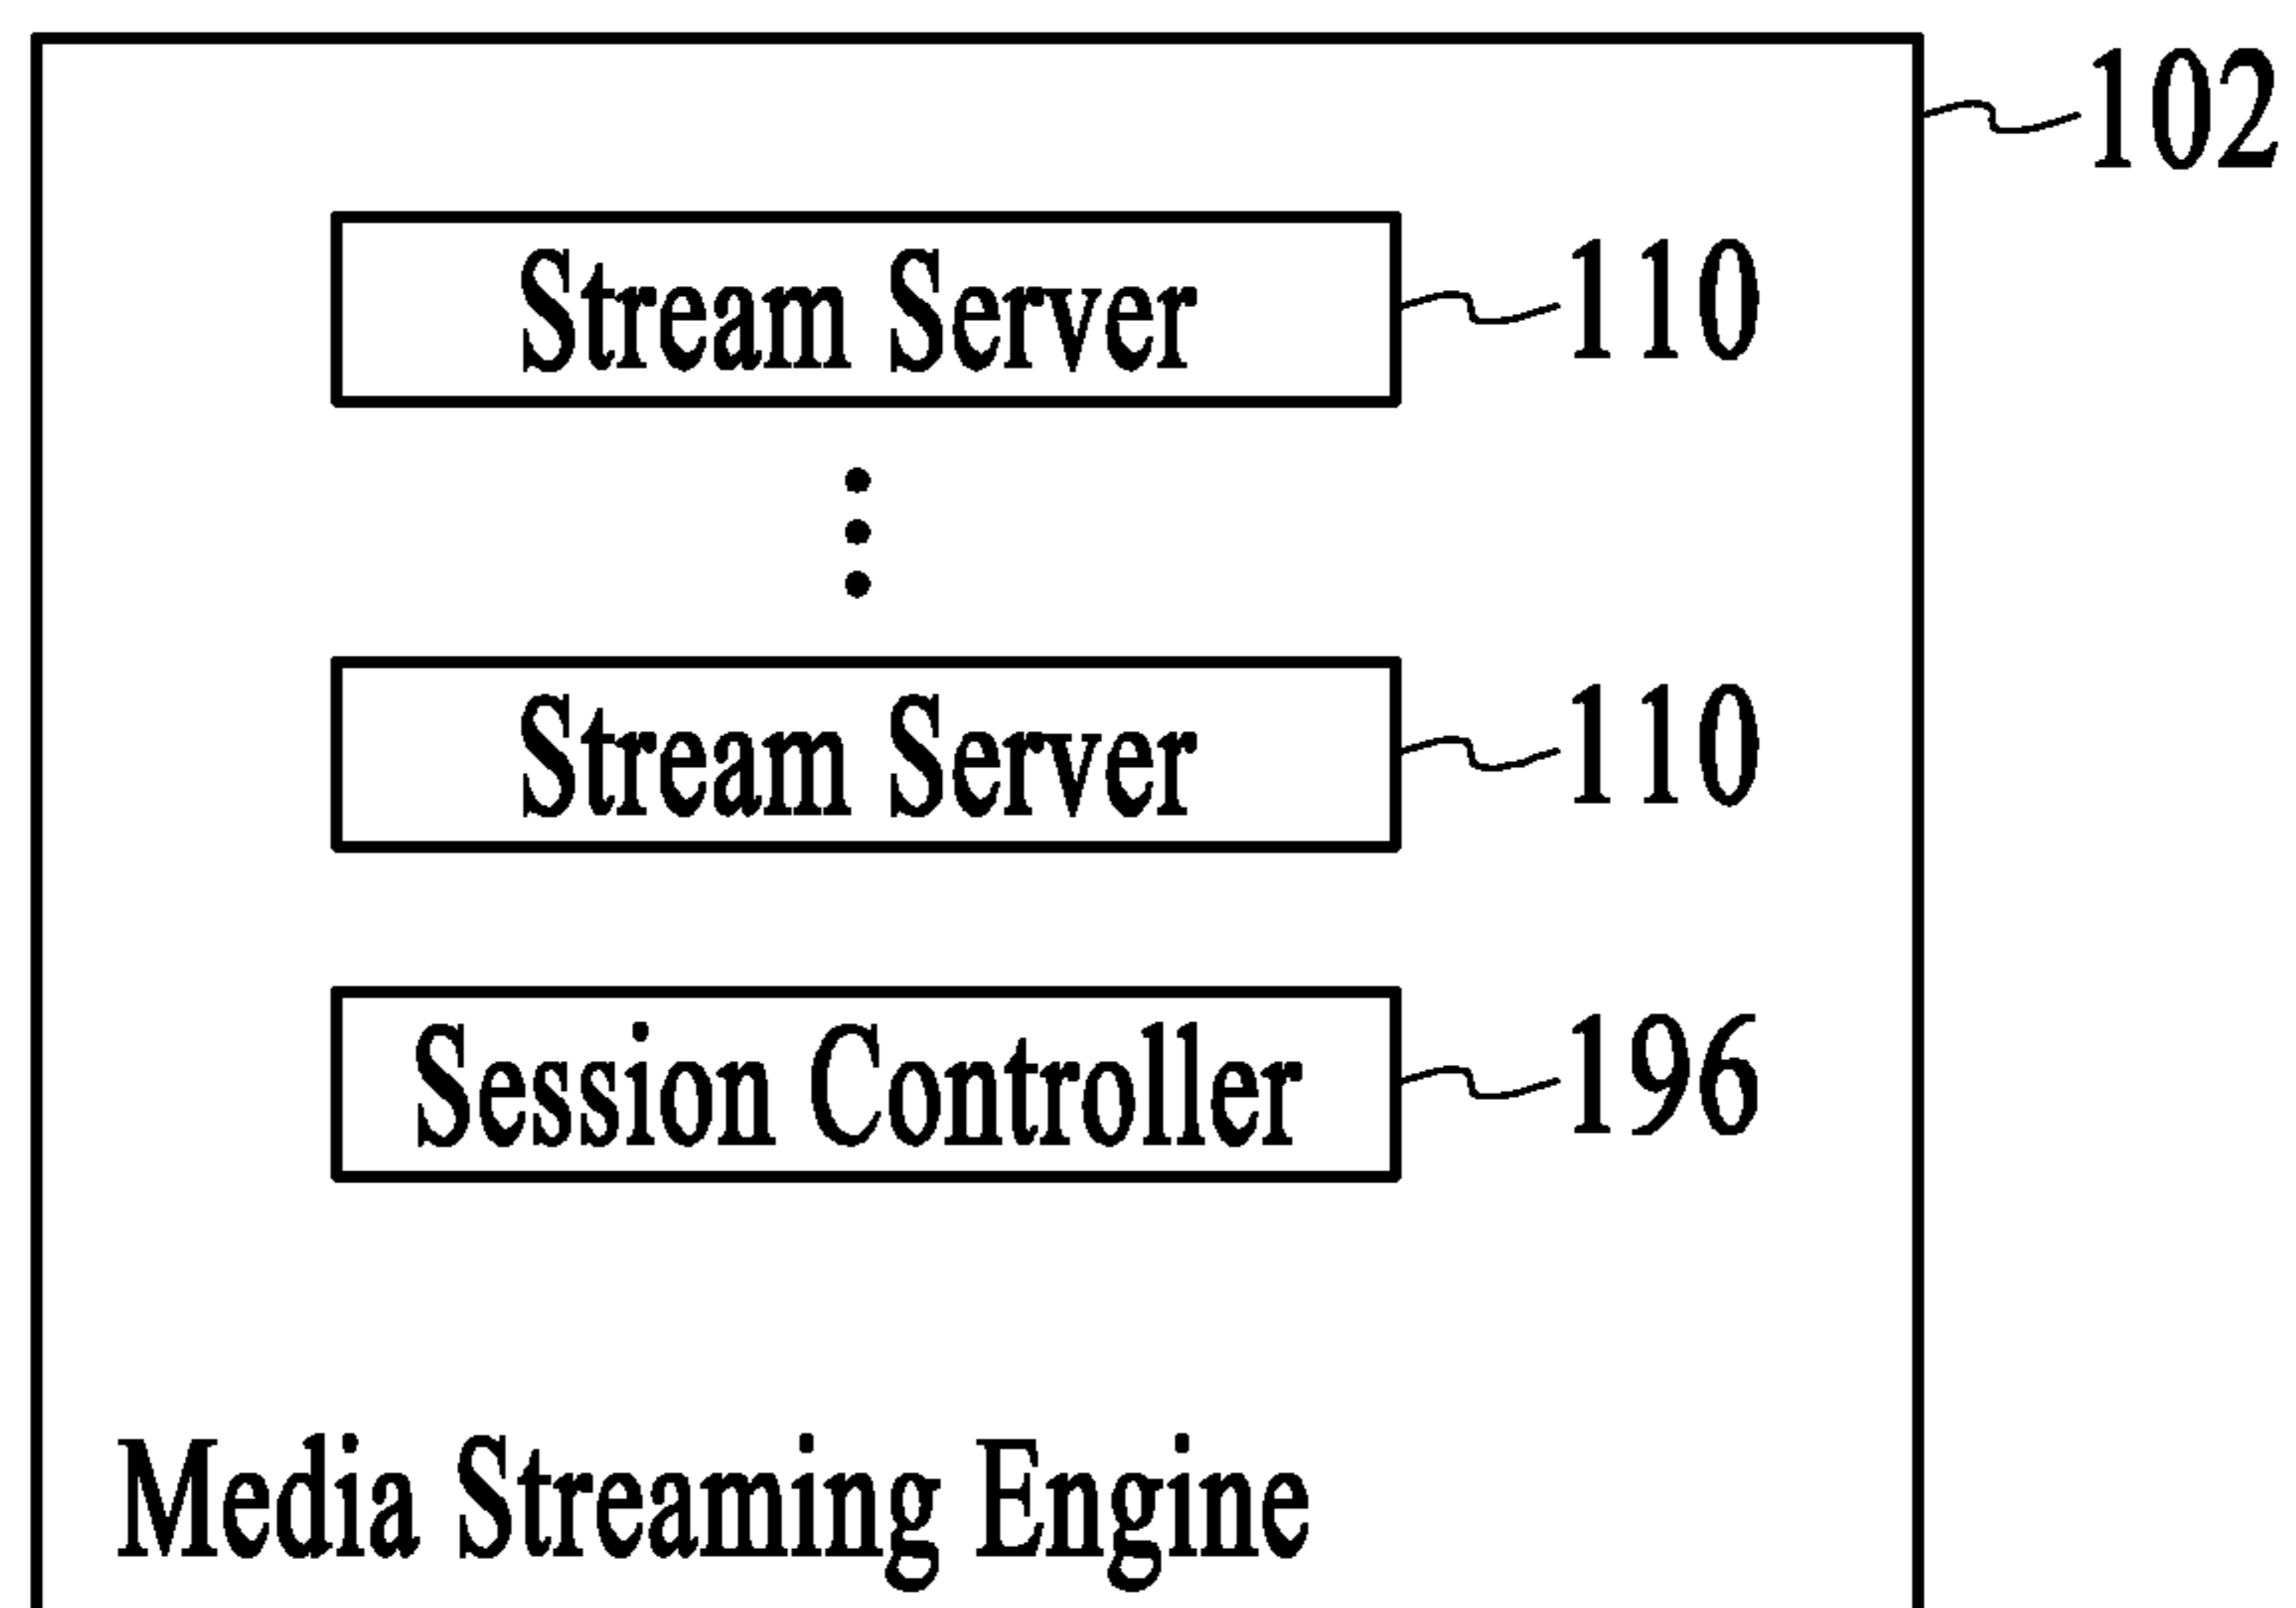 102
Stream Server 110
Stream Server 110
Session Controller 196
Media Streaming Engine